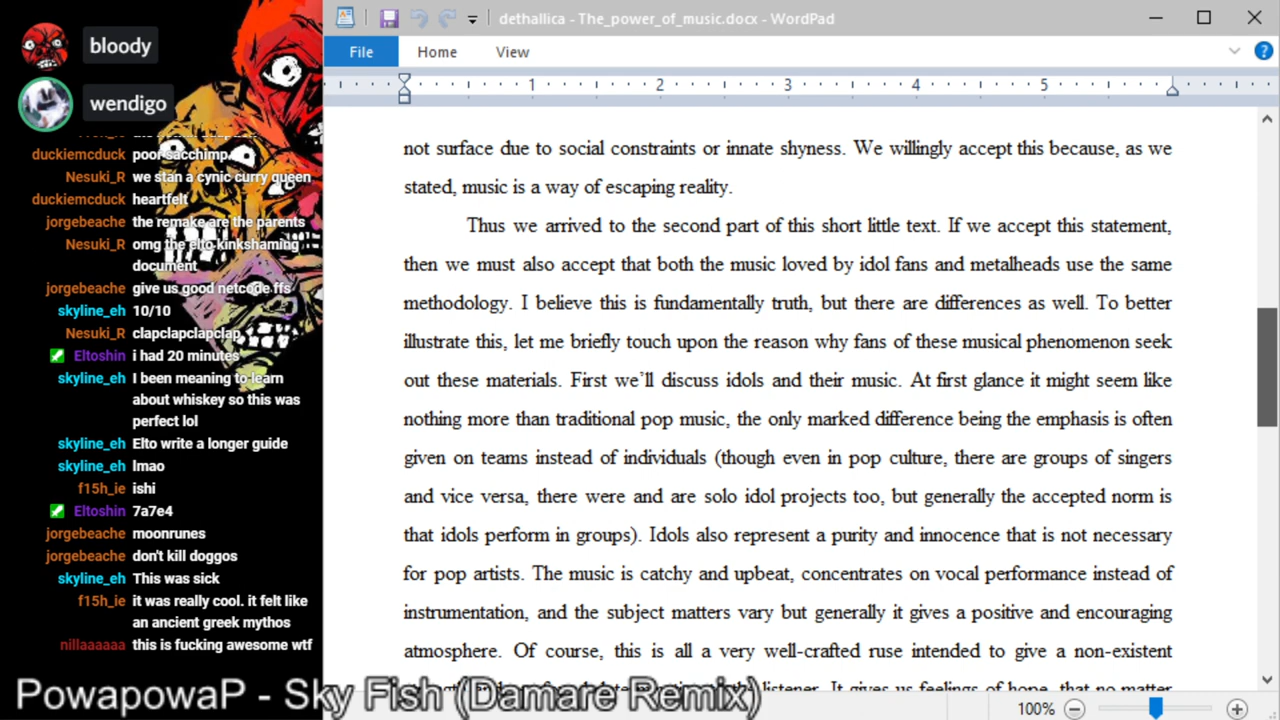 bloody
wendigo
duckiemcduck poor sacchimp
Nesuki_R we stan a cynic curry queen
duckiemcduck heartfelt
jorgebeache the remake are the parents
Nesuki_R omg the elto kinkshaming
document
jorgebeache give us good netcode ffs
skyline_eh 10/10
Nesuki_R clapclapclapclap
Eltoshin i had 20 minutes
skyline_eh I been meaning to learn
about whiskey so this was
perfect lol
skyline_eh Elto write a longer guide
skyline_eh lmao
f15h_ie ishi
Eltoshin 7a7e4
jorgebeache moonrunes
jorgebeache don't kill doggos
skyline_eh This was sick
f15h_ie it was really cool. it felt like
an ancient greek mythos
nillaaaaaa this is fucking awesome wtf
PowapowaP - Sky Fish (Damare Remix)
dethallica - The_power_of_music.docx - WordPad
File Home View
1 2 3 4 5
not surface due to social constraints or innate shyness. We willingly accept this because, as we
stated, music is a way of escaping reality.
Thus we arrived to the second part of this short little text. If we accept this statement,
then we must also accept that both the music loved by idol fans and metalheads use the same
methodology. I believe this is fundamentally truth, but there are differences as well. To better
illustrate this, let me briefly touch upon the reason why fans of these musical phenomenon seek
out these materials. First we'll discuss idols and their music. At first glance it might seem like
nothing more than traditional pop music, the only marked difference being the emphasis is often
given on teams instead of individuals (though even in pop culture, there are groups of singers
and vice versa, there were and are solo idol projects too, but generally the accepted norm is
that idols perform in groups). Idols also represent a purity and innocence that is not necessary
for pop artists. The music is catchy and upbeat, concentrates on vocal performance instead of
instrumentation, and the subject matters vary but generally it gives a positive and encouraging
atmosphere. Of course, this is all a very well-crafted ruse intended to give a non-existent
listener. It gives us feelings of hope, that no matter
100%